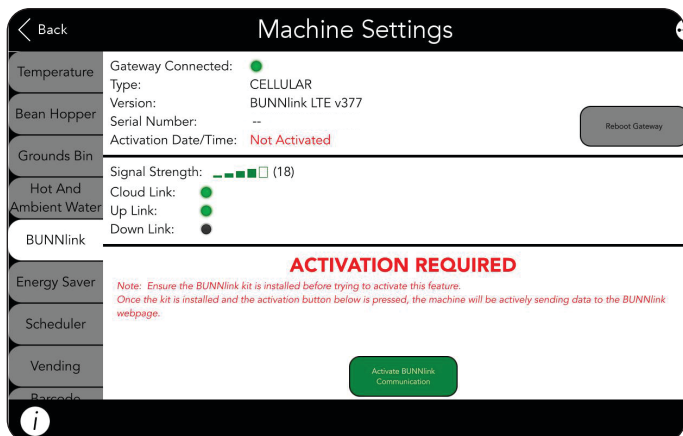 Back
Machine Settings
Temperature
Bean Hopper
Grounds Bin
Hot And
Ambient Water
BUNNlink
Energy Saver
Scheduler
Vending
Barcode
Gateway Connected:
Type: CELLULAR
Version: BUNNlink LTE v377
Serial Number: --
Activation Date/Time: Not Activated
Reboot Gateway
Signal Strength: (18)
Cloud Link:
Up Link:
Down Link:
ACTIVATION REQUIRED
Note: Ensure the BUNNlink kit is installed before trying to activate this feature.
Once the kit is installed and the activation button below is pressed, the machine will be actively sending data to the BUNNlink
webpage.
Activate BUNNlink
Communication
i